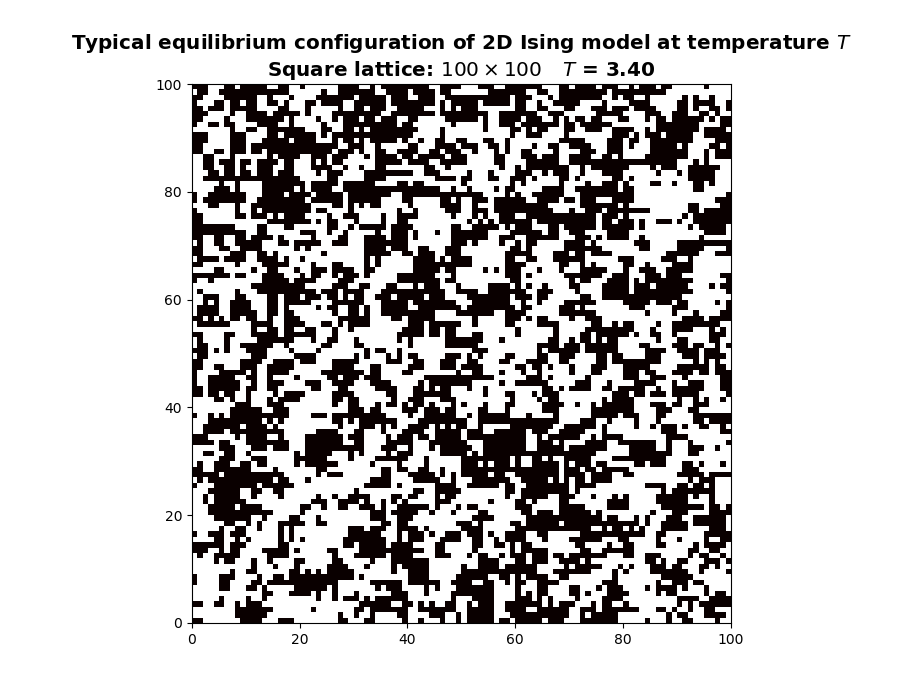 Typical equilibrium configuration of 2D Ising model at temperature T
Square lattice: 100 × 100 T = 3.40
100
80
60
40
20
0
0 20 40 60 80 100